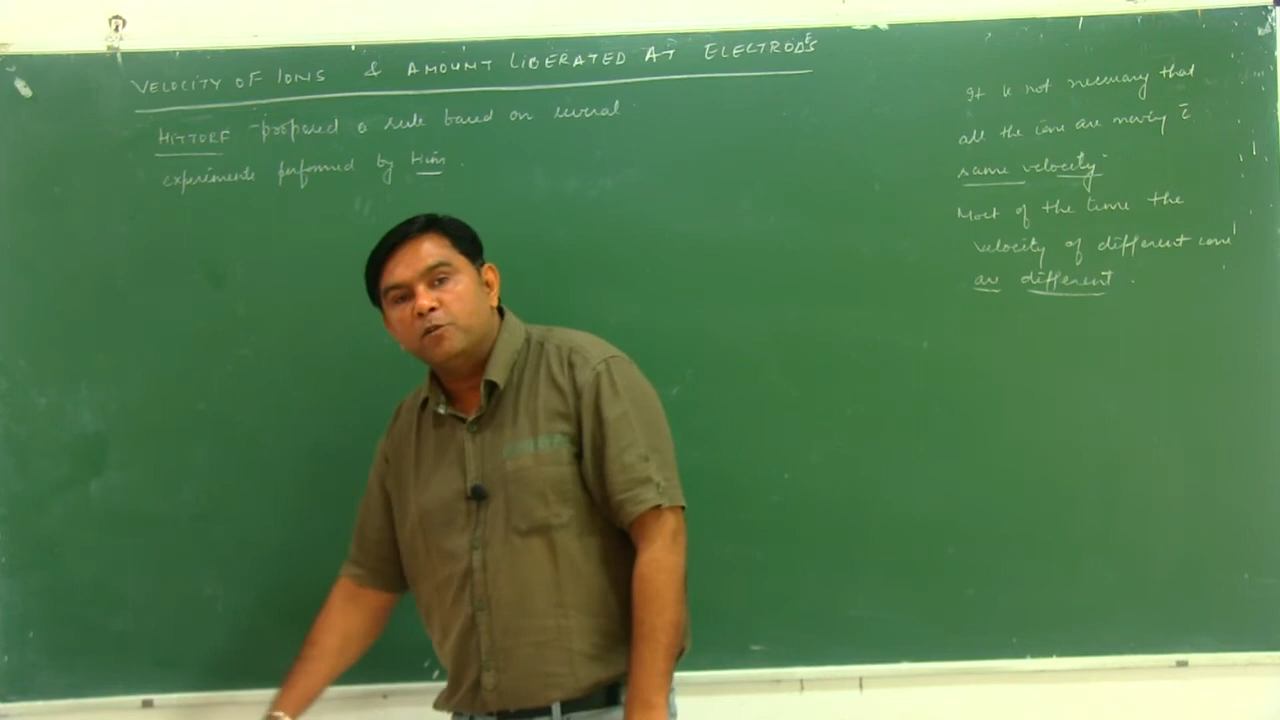 VELOCITY OF IONS & AMOUNT LIBERATED AT ELECTRODES
HITTORF - proposed a rule based on several
experiments performed by Him.
It is not necessary that
all the ions are moving c̄
same velocity.
Most of the time the
velocity of different ions
are different.